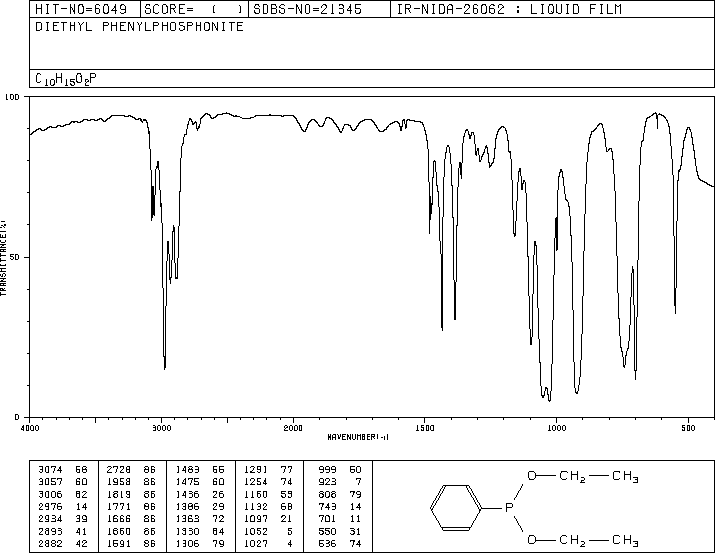 HIT-NO=6049 SCORE= ( ) SDBS-NO=21345 IR-NIDA-26062 : LIQUID FILM
DIETHYL PHENYLPHOSPHONITE
C10H15O2P
100
50
0
TRANSMITTANCE(%)
4000 3000 2000 1500 1000 500
WAVENUMBER(-1)
3074 58 2728 86 1483 55 1291 77 999 50
3057 60 1958 86 1475 60 1254 74 923 7
3006 82 1819 86 1436 26 1160 53 808 79
2976 14 1771 86 1386 29 1132 68 743 14
2934 39 1666 86 1363 72 1097 21 701 11
2893 41 1650 86 1330 84 1052 5 550 31
2882 42 1591 86 1306 79 1027 4 536 74
O CH2 CH3
P
O CH2 CH3